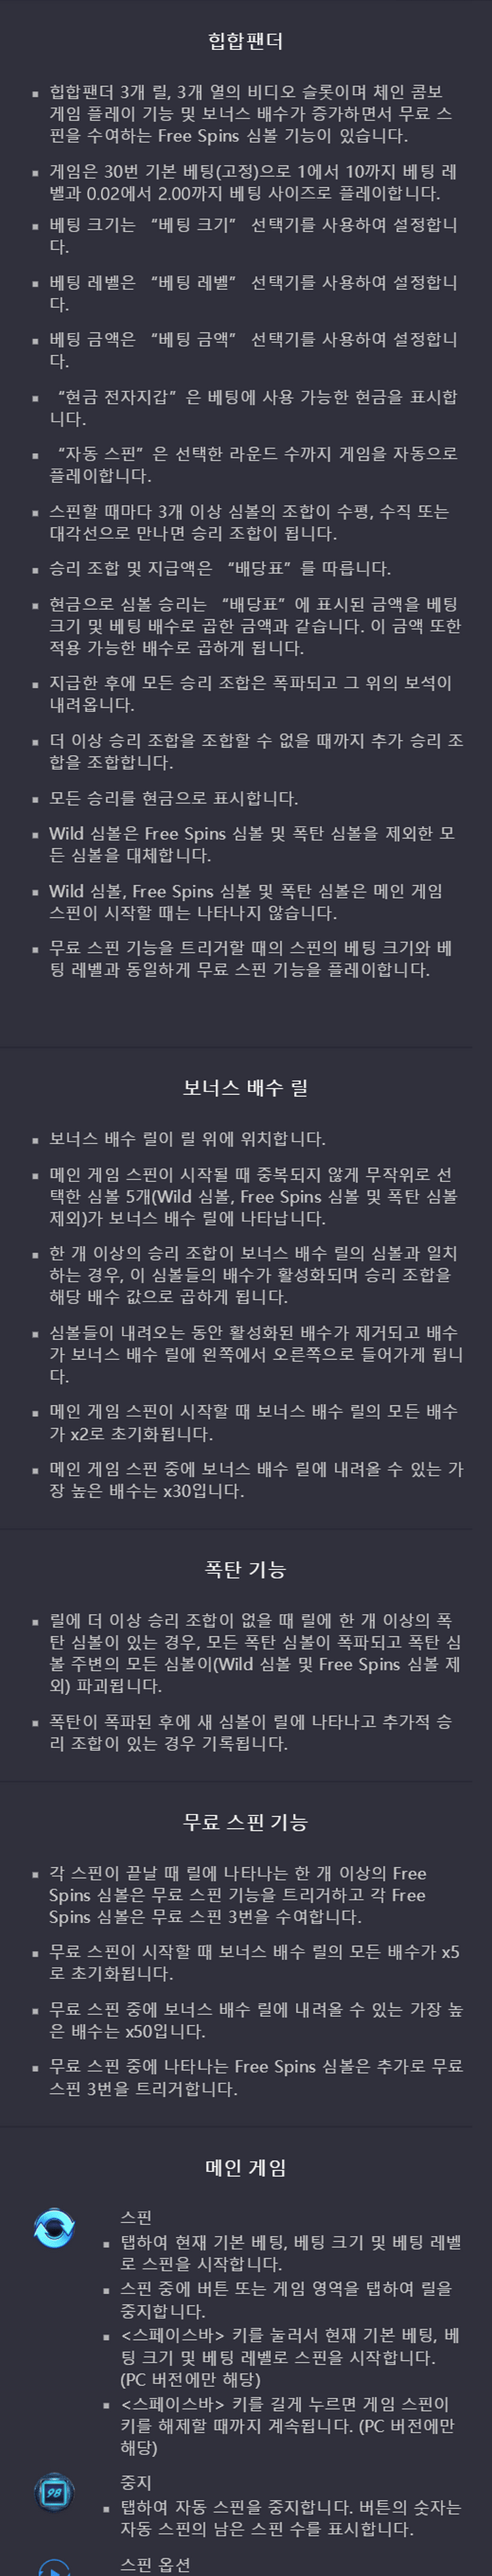 힙합팬더
힙합팬더 3개 릴, 3개 열의 비디오 슬롯이며 체인 콤보
게임 플레이 기능 및 보너스 배수가 증가하면서 무료 스
핀을 수여하는 Free Spins 심볼 기능이 있습니다.
게임은 30번 기본 베팅(고정)으로 1에서 10까지 베팅 레
벨과 0.02에서 2.00까지 베팅 사이즈로 플레이합니다.
베팅 크기는 “베팅 크기” 선택기를 사용하여 설정합니
다.
베팅 레벨은 “베팅 레벨” 선택기를 사용하여 설정합니
다.
베팅 금액은 “베팅 금액” 선택기를 사용하여 설정합니
다.
“현금 전자지갑”은 베팅에 사용 가능한 현금을 표시합
니다.
“자동 스핀”은 선택한 라운드 수까지 게임을 자동으로
플레이합니다.
스핀할 때마다 3개 이상 심볼의 조합이 수평, 수직 또는
대각선으로 만나면 승리 조합이 됩니다.
승리 조합 및 지급액은 “배당표”를 따릅니다.
현금으로 심볼 승리는 “배당표”에 표시된 금액을 베팅
크기 및 베팅 배수로 곱한 금액과 같습니다. 이 금액 또한
적용 가능한 배수로 곱하게 됩니다.
지급한 후에 모든 승리 조합은 폭파되고 그 위의 보석이
내려옵니다.
더 이상 승리 조합을 조합할 수 없을 때까지 추가 승리 조
합을 조합합니다.
모든 승리를 현금으로 표시합니다.
Wild 심볼은 Free Spins 심볼 및 폭탄 심볼을 제외한 모
든 심볼을 대체합니다.
Wild 심볼, Free Spins 심볼 및 폭탄 심볼은 메인 게임
스핀이 시작할 때는 나타나지 않습니다.
무료 스핀 기능을 트리거할 때의 스핀의 베팅 크기와 베
팅 레벨과 동일하게 무료 스핀 기능을 플레이합니다.
보너스 배수 릴
보너스 배수 릴이 릴 위에 위치합니다.
메인 게임 스핀이 시작될 때 중복되지 않게 무작위로 선
택한 심볼 5개(Wild 심볼, Free Spins 심볼 및 폭탄 심볼
제외)가 보너스 배수 릴에 나타납니다.
한 개 이상의 승리 조합이 보너스 배수 릴의 심볼과 일치
하는 경우, 이 심볼들의 배수가 활성화되며 승리 조합을
해당 배수 값으로 곱하게 됩니다.
심볼들이 내려오는 동안 활성화된 배수가 제거되고 배수
가 보너스 배수 릴에 왼쪽에서 오른쪽으로 들어가게 됩니
다.
메인 게임 스핀이 시작할 때 보너스 배수 릴의 모든 배수
가 x2로 초기화됩니다.
메인 게임 스핀 중에 보너스 배수 릴에 내려올 수 있는 가
장 높은 배수는 x30입니다.
폭탄 기능
릴에 더 이상 승리 조합이 없을 때 릴에 한 개 이상의 폭
탄 심볼이 있는 경우, 모든 폭탄 심볼이 폭파되고 폭탄 심
볼 주변의 모든 심볼이(Wild 심볼 및 Free Spins 심볼 제
외) 파괴됩니다.
폭탄이 폭파된 후에 새 심볼이 릴에 나타나고 추가적 승
리 조합이 있는 경우 기록됩니다.
무료 스핀 기능
각 스핀이 끝날 때 릴에 나타나는 한 개 이상의 Free
Spins 심볼은 무료 스핀 기능을 트리거하고 각 Free
Spins 심볼은 무료 스핀 3번을 수여합니다.
무료 스핀이 시작할 때 보너스 배수 릴의 모든 배수가 x5
로 초기화됩니다.
무료 스핀 중에 보너스 배수 릴에 내려올 수 있는 가장 높
은 배수는 x50입니다.
무료 스핀 중에 나타나는 Free Spins 심볼은 추가로 무료
스핀 3번을 트리거합니다.
메인 게임
스핀
탭하여 현재 기본 베팅, 베팅 크기 및 베팅 레벨
로 스핀을 시작합니다.
스핀 중에 버튼 또는 게임 영역을 탭하여 릴을
중지합니다.
<스페이스바> 키를 눌러서 현재 기본 베팅, 베
팅 크기 및 베팅 레벨로 스핀을 시작합니다.
(PC 버전에만 해당)
<스페이스바> 키를 길게 누르면 게임 스핀이
키를 해제할 때까지 계속됩니다. (PC 버전에만
해당)
98
중지
탭하여 자동 스핀을 중지합니다. 버튼의 숫자는
자동 스핀의 남은 스핀 수를 표시합니다.
스핀 옵션